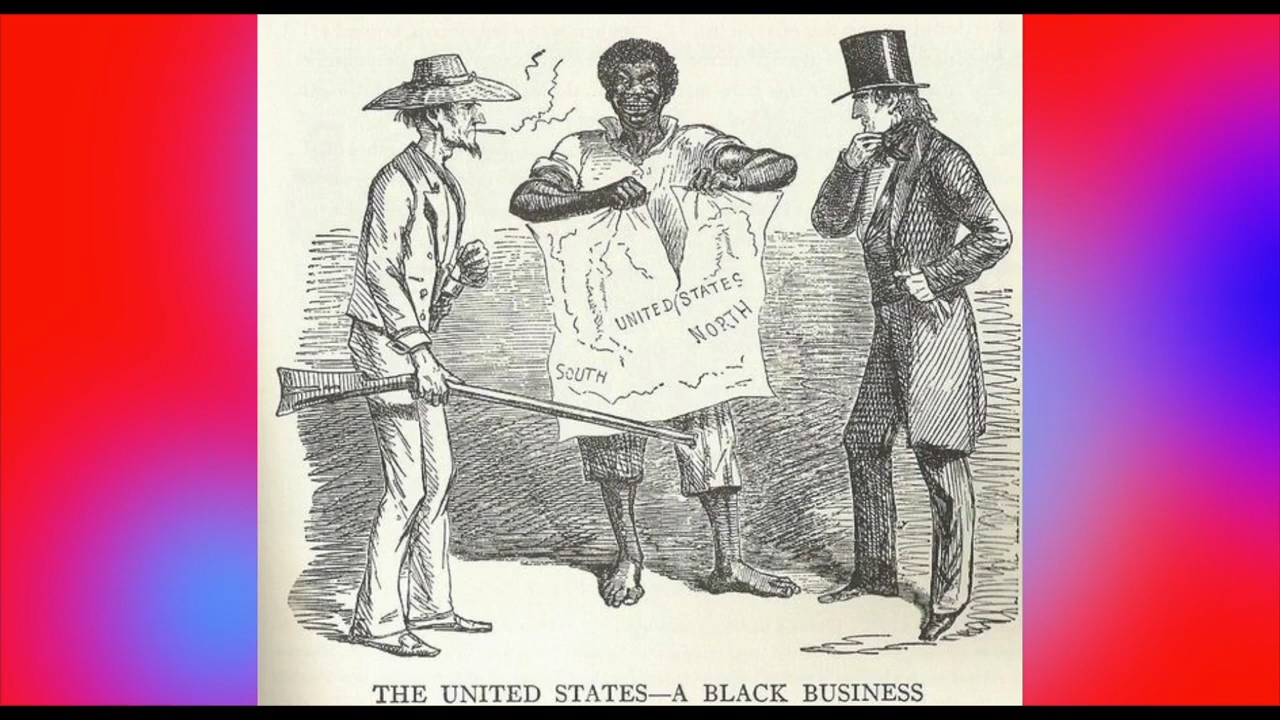 UNITED STATES
NORTH
SOUTH
THE UNITED STATES—A BLACK BUSINESS